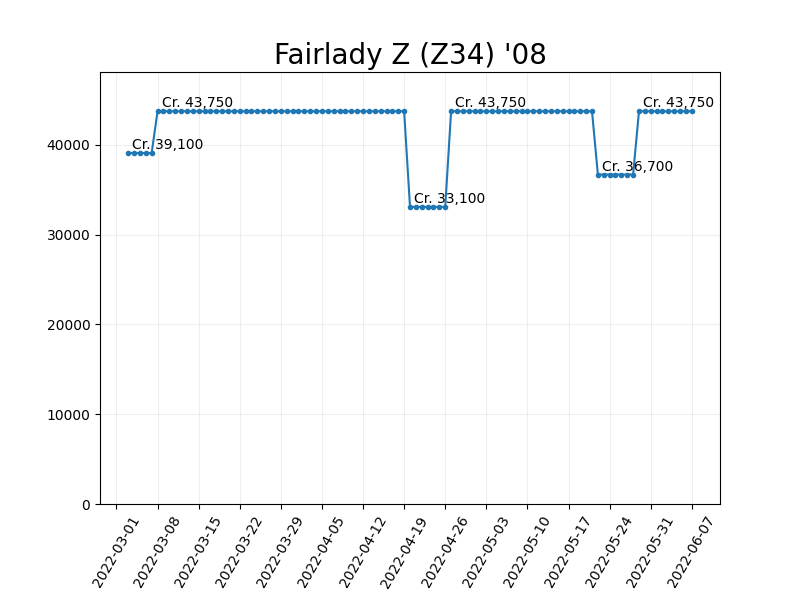 Fairlady Z (Z34) '08
Cr. 43,750
Cr. 43,750
Cr. 43,750
Cr. 39,100
Cr. 36,700
Cr. 33,100
40000
30000
20000
10000
0
2022-03-01
2022-03-08
2022-03-15
2022-03-22
2022-03-29
2022-04-05
2022-04-12
2022-04-19
2022-04-26
2022-05-03
2022-05-10
2022-05-17
2022-05-24
2022-05-31
2022-06-07